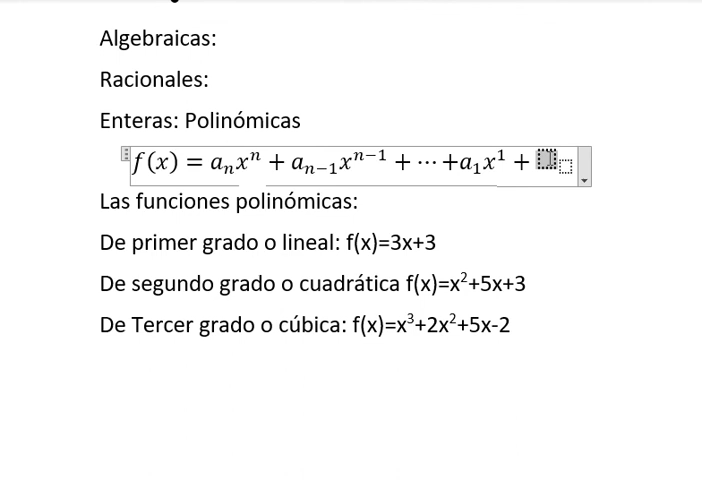 Algebraicas:
Racionales:
Enteras: Polinómicas
f(x) = aₙxⁿ + aₙ₋₁xⁿ⁻¹ + ⋯ +a₁x¹ +
Las funciones polinómicas:
De primer grado o lineal: f(x)=3x+3
De segundo grado o cuadrática f(x)=x²+5x+3
De Tercer grado o cúbica: f(x)=x³+2x²+5x-2